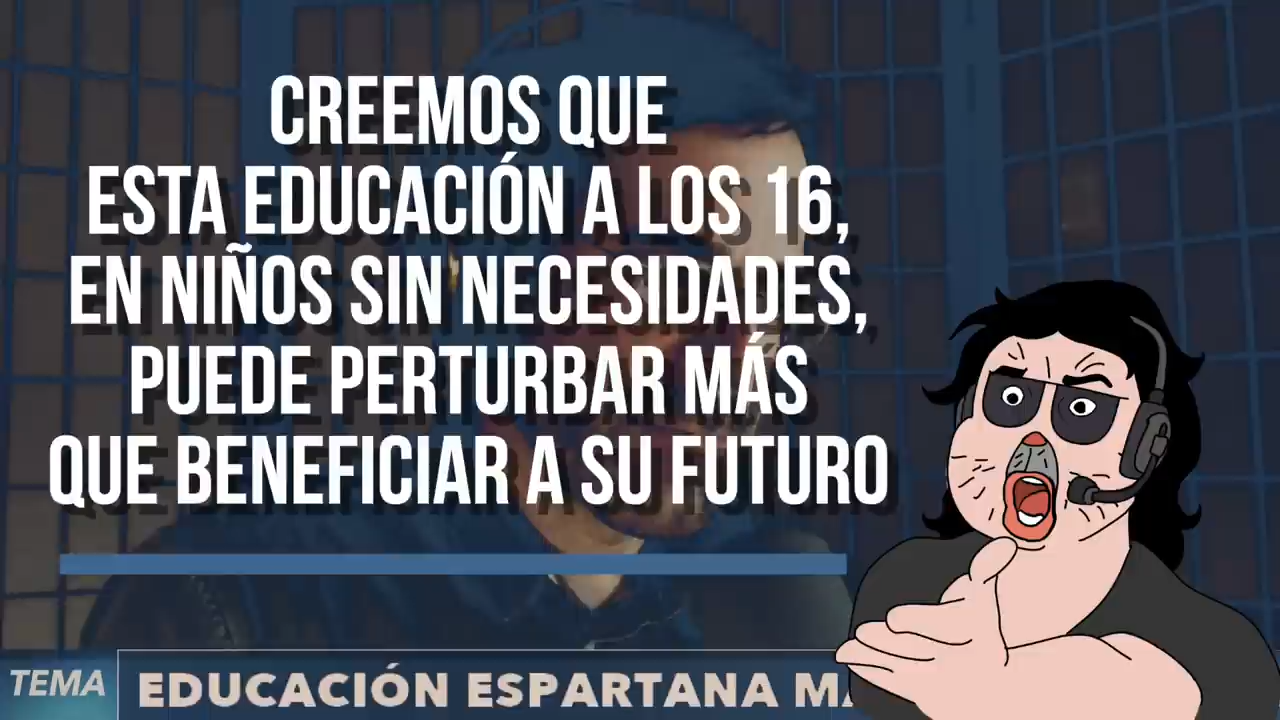 CREEMOS QUE
ESTA EDUCACIÓN A LOS 16,
EN NIÑOS SIN NECESIDADES,
PUEDE PERTURBAR MÁS
QUE BENEFICIAR A SU FUTURO
TEMA
EDUCACIÓN ESPARTANA